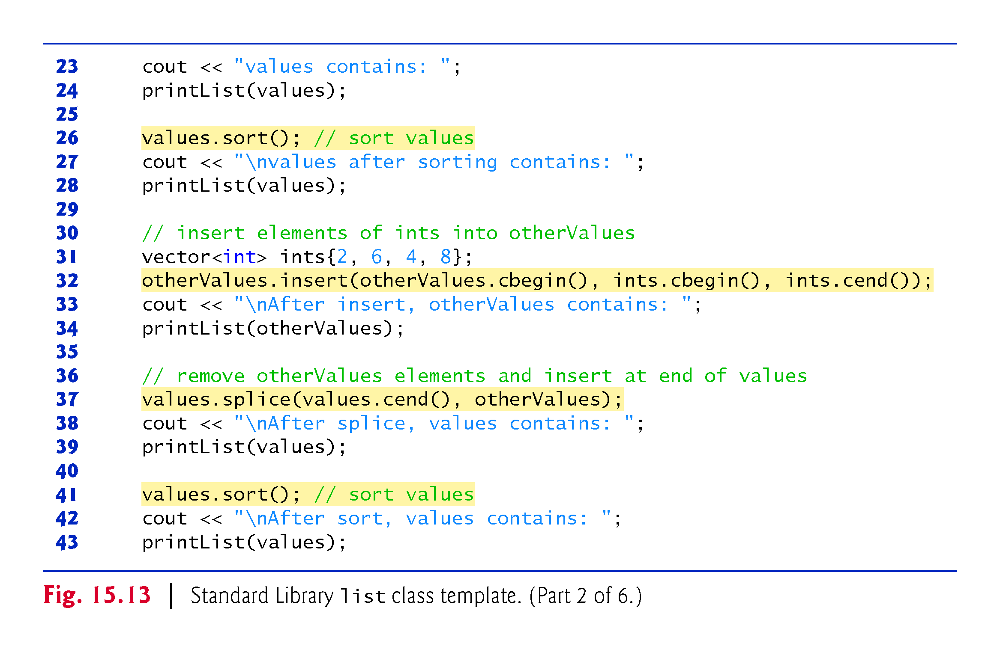 23 cout << "values contains: ";
24 printList(values);
25
26 values.sort(); // sort values
27 cout << "\nvalues after sorting contains: ";
28 printList(values);
29
30 // insert elements of ints into otherValues
31 vector<int> ints{2, 6, 4, 8};
32 otherValues.insert(otherValues.cbegin(), ints.cbegin(), ints.cend());
33 cout << "\nAfter insert, otherValues contains: ";
34 printList(otherValues);
35
36 // remove otherValues elements and insert at end of values
37 values.splice(values.cend(), otherValues);
38 cout << "\nAfter splice, values contains: ";
39 printList(values);
40
41 values.sort(); // sort values
42 cout << "\nAfter sort, values contains: ";
43 printList(values);
Fig. 15.13 | Standard Library list class template. (Part 2 of 6.)